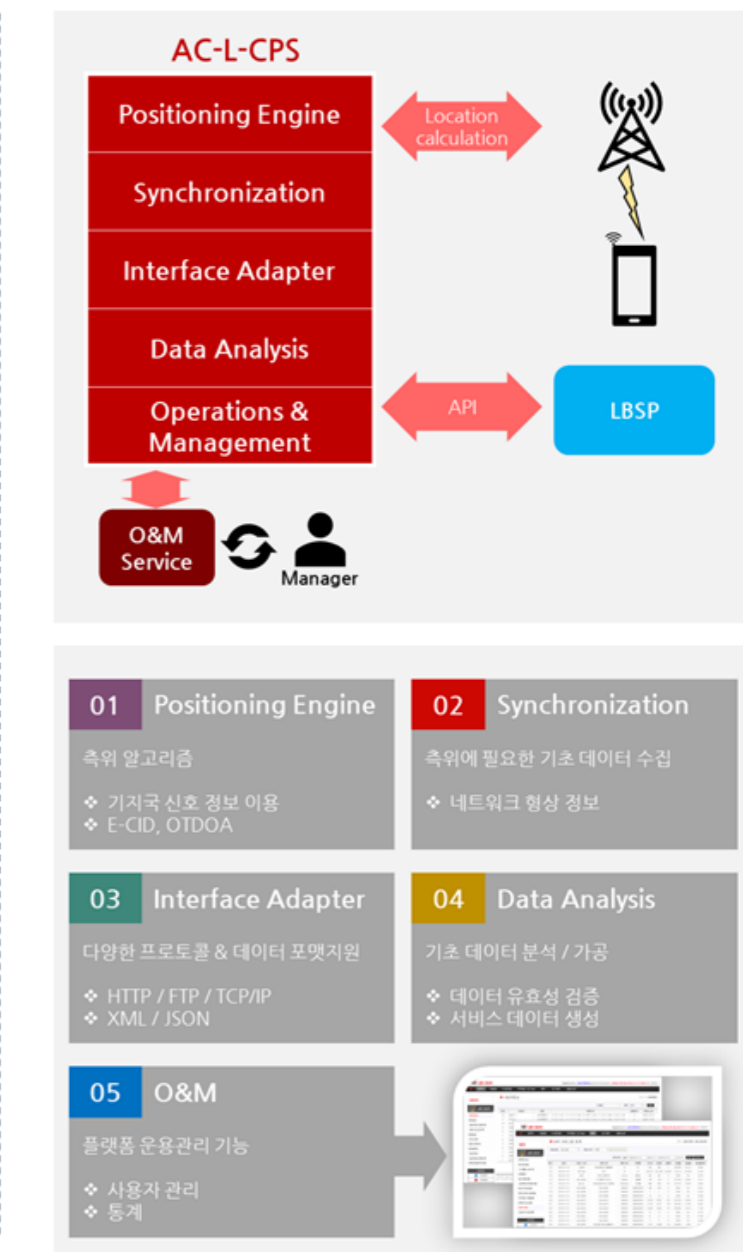 AC-L-CPS
Positioning Engine
Synchronization
Interface Adapter
Data Analysis
Operations &
Management
Location
calculation
API
LBSP
O&M
Service
Manager
01 Positioning Engine
측위 알고리즘
❖ 기지국 신호 정보 이용
❖ E-CID, OTDOA
02 Synchronization
측위에 필요한 기초 데이터 수집
❖ 네트워크 형상 정보
03 Interface Adapter
다양한 프로토콜 & 데이터 포맷지원
❖ HTTP / FTP / TCP/IP
❖ XML / JSON
04 Data Analysis
기초 데이터 분석 / 가공
❖ 데이터 유효성 검증
❖ 서비스 데이터 생성
05 O&M
플랫폼 운용관리 기능
❖ 사용자 관리
❖ 통계